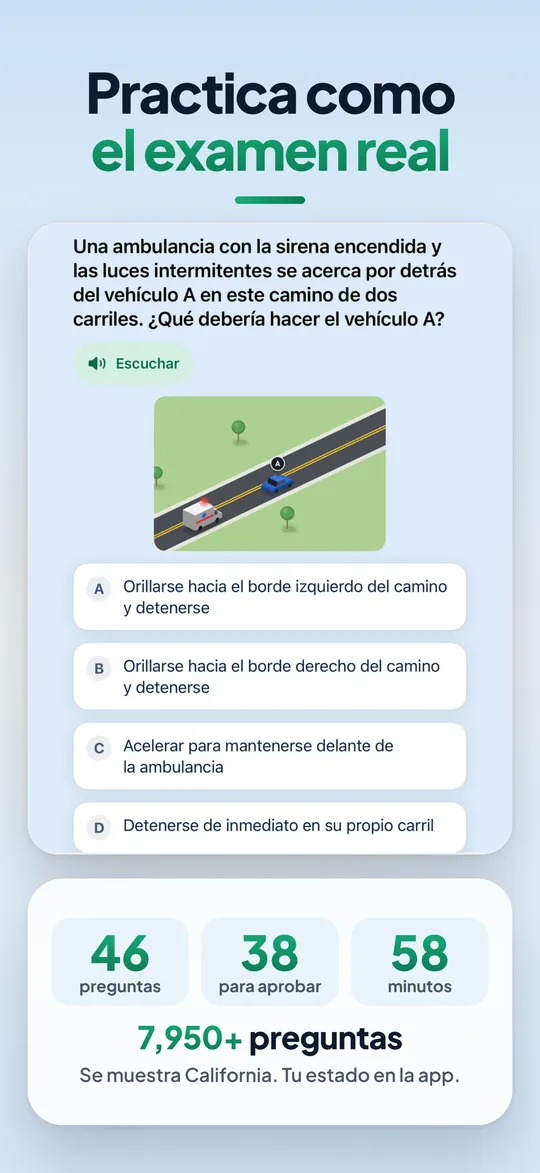 Practica como
el examen real
Una ambulancia con la sirena encendida y
las luces intermitentes se acerca por detrás
del vehículo A en este camino de dos
carriles. ¿Qué debería hacer el vehículo A?
Escuchar
A
A
Orillarse hacia el borde izquierdo del camino
y detenerse
B
Orillarse hacia el borde derecho del camino
y detenerse
C
Acelerar para mantenerse delante de
la ambulancia
D
Detenerse de inmediato en su propio carril
46
preguntas
38
para aprobar
58
minutos
7,950+ preguntas
Se muestra California. Tu estado en la app.